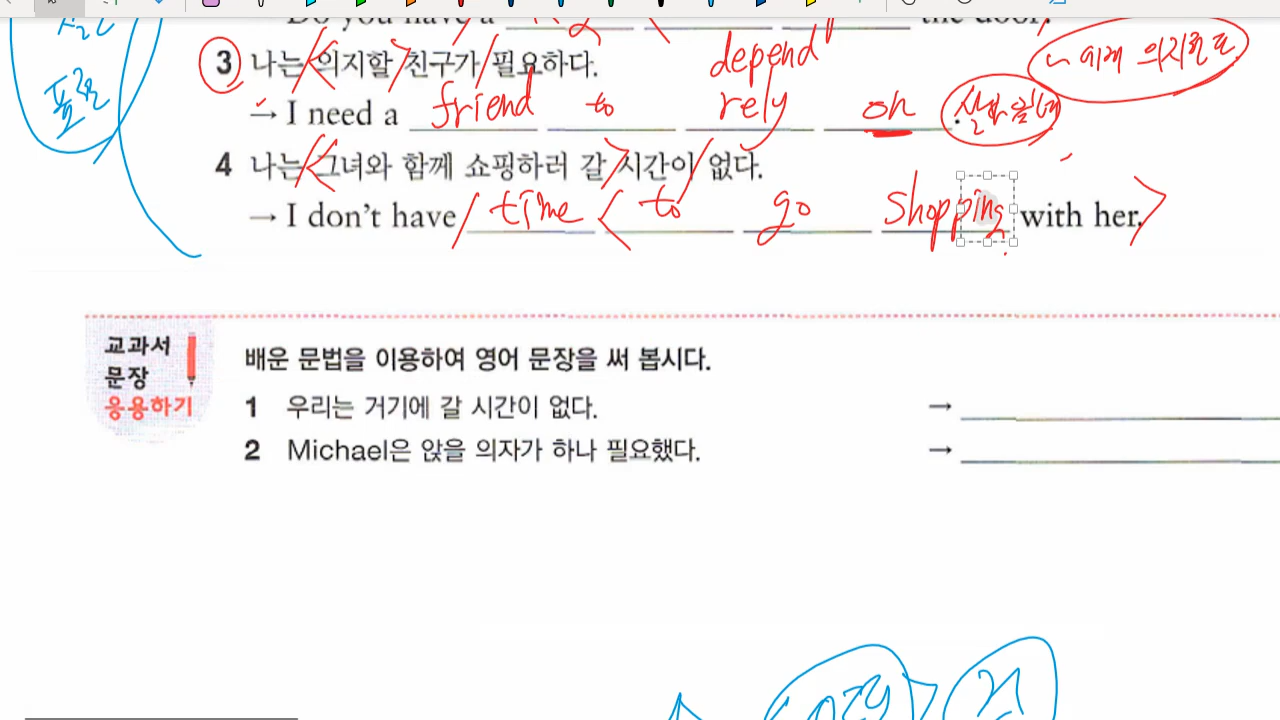 Do you have a the door?
실
포함
3 나는 의지할 친구가 필요하다.
depend
~에게 의지하
→ I need a friend to rely on.
4 나는 그녀와 함께 쇼핑하러 갈 시간이 없다.
→ I don't have time to go shopping with her.
교과서
문장
응용하기
배운 문법을 이용하여 영어 문장을 써 봅시다.
1 우리는 거기에 갈 시간이 없다. →
2 Michael은 앉을 의자가 하나 필요했다. →